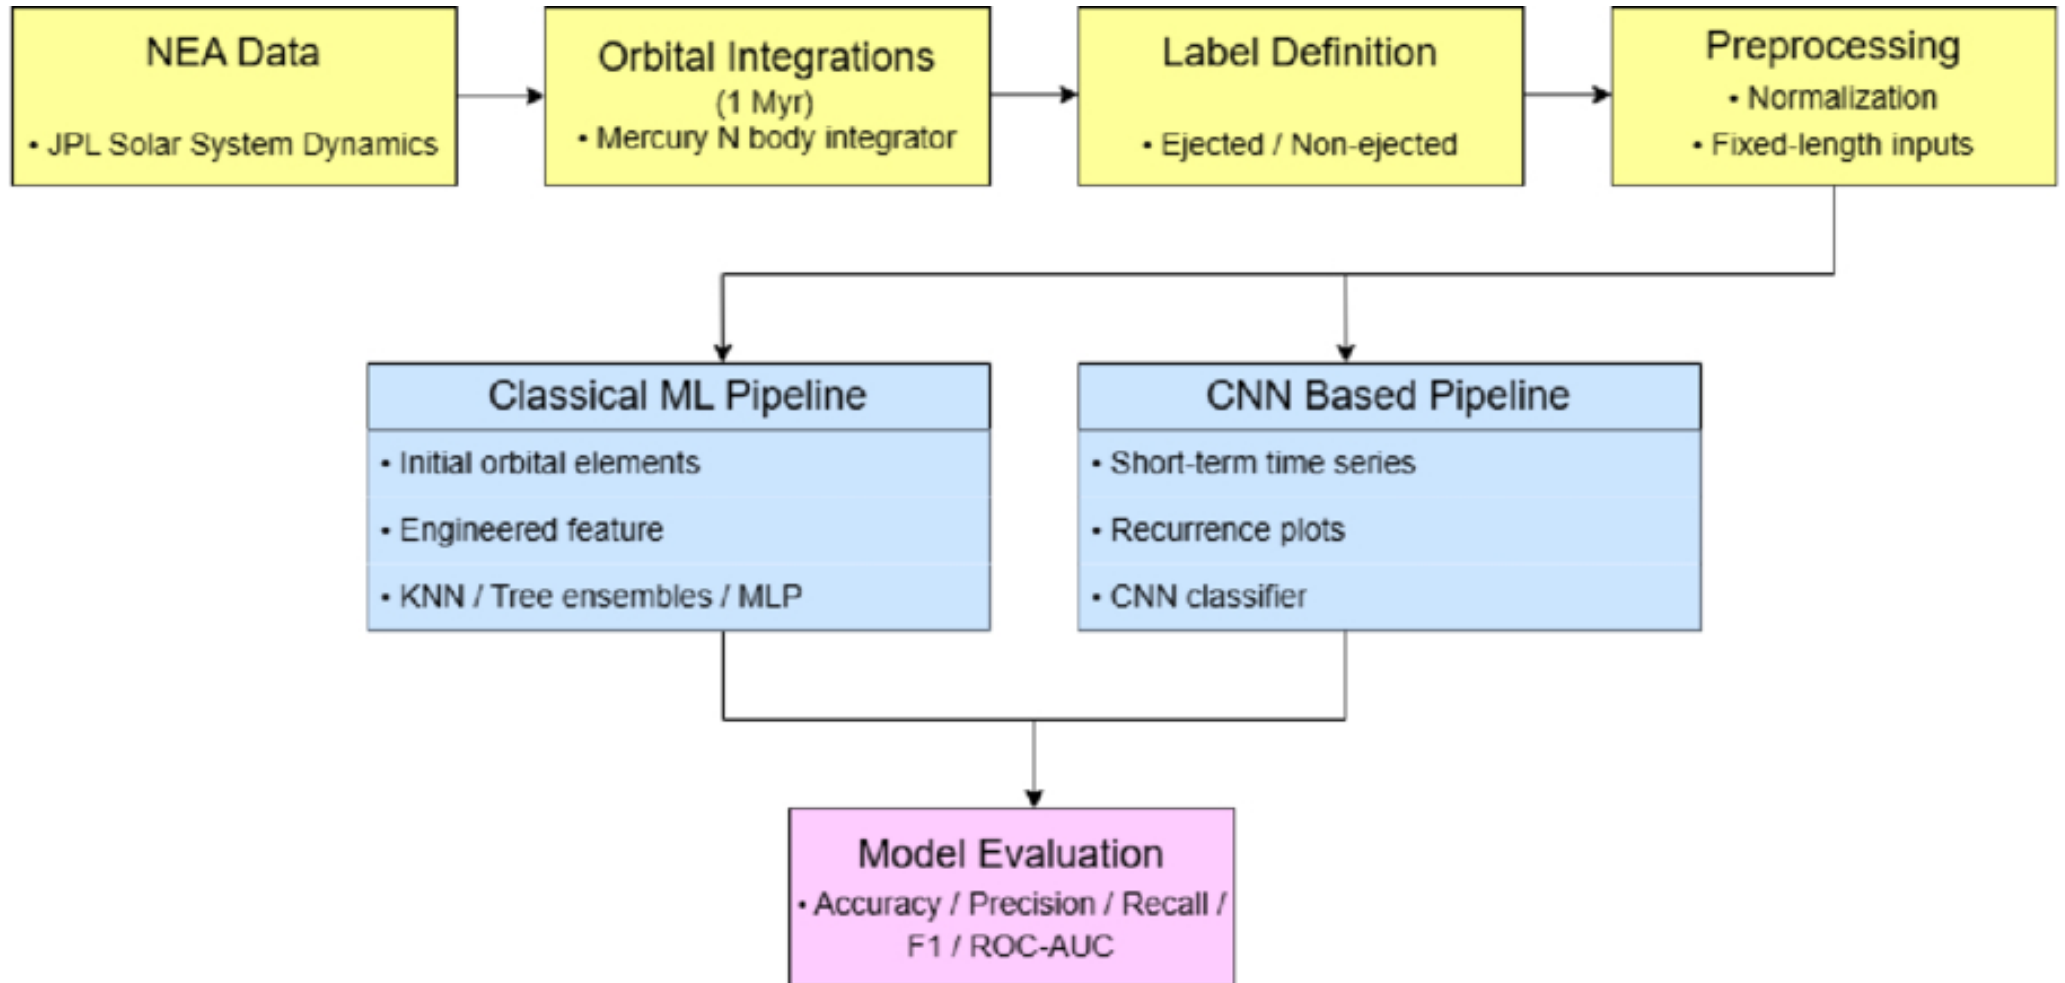 NEA Data
• JPL Solar System Dynamics
Orbital Integrations
(1 Myr)
• Mercury N body integrator
Label Definition
• Ejected / Non-ejected
Preprocessing
• Normalization
• Fixed-length inputs
Classical ML Pipeline
• Initial orbital elements
• Engineered feature
• KNN / Tree ensembles / MLP
CNN Based Pipeline
• Short-term time series
• Recurrence plots
• CNN classifier
Model Evaluation
• Accuracy / Precision / Recall /
F1 / ROC-AUC